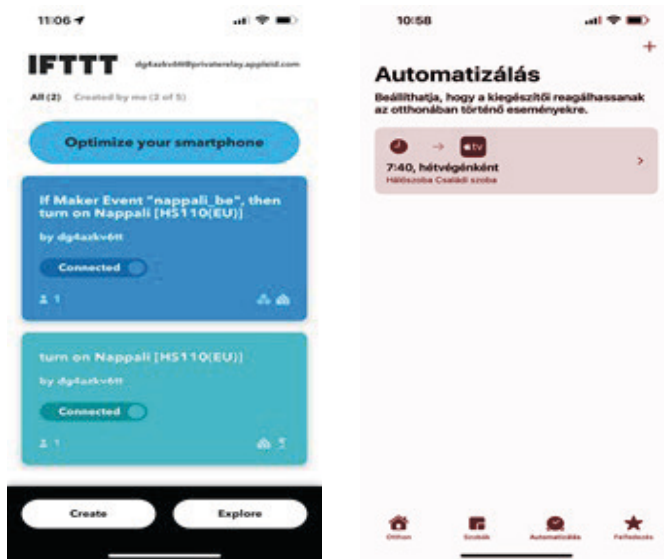 11:06
IFTTT
All (2) Created by me (2 of 5)
Optimize your smartphone
If Maker Event "nappali_be", then
turn on Nappali [HS110(EU)]
by dg4azkv6tt
Connected
1
turn on Nappali [HS110(EU)]
by dg4azkv6tt
Connected
1
Create Explore
10:58
+
Automatizálás
Beállíthatja, hogy a kiegészítői reagálhassanak
az otthonában történő eseményekre.
tv
7:40, hétvégénként
Hálószoba Családi szoba
Otthon Szobák Automatizálás Felfedezés